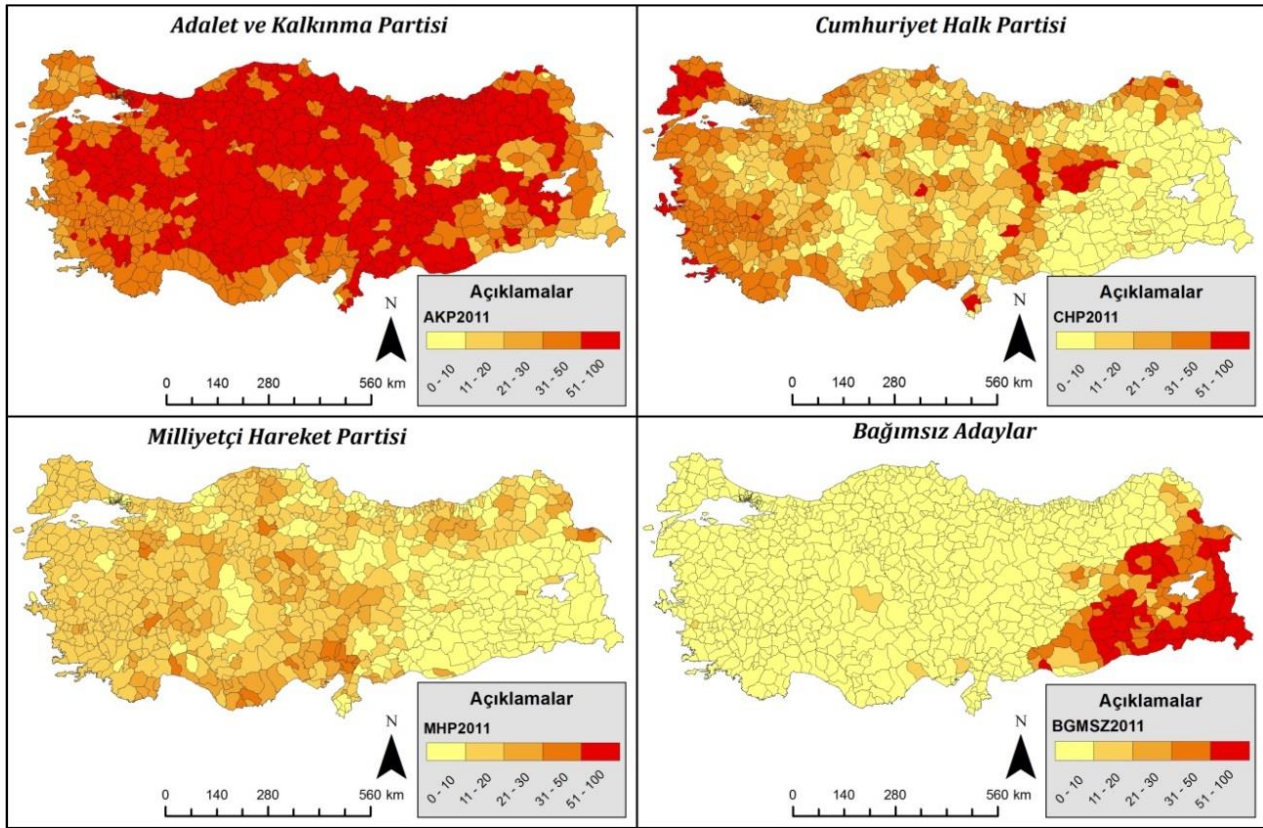 Adalet ve Kalkınma Partisi
N
Açıklamalar
AKP2011
0 - 10
11 - 20
21 - 30
31 - 50
51 - 100
0 140 280 560 km
Cumhuriyet Halk Partisi
N
Açıklamalar
CHP2011
0 - 10
11 - 20
21 - 30
31 - 50
51 - 100
0 140 280 560 km
Milliyetçi Hareket Partisi
N
Açıklamalar
MHP2011
0 - 10
11 - 20
21 - 30
31 - 50
51 - 100
0 140 280 560 km
Bağımsız Adaylar
N
Açıklamalar
BGMSZ2011
0 - 10
11 - 20
21 - 30
31 - 50
51 - 100
0 140 280 560 km